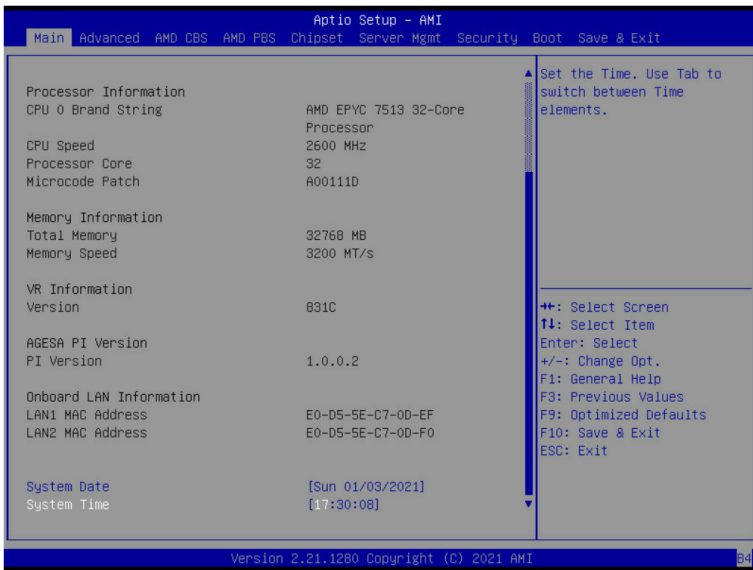 Aptio Setup - AMI
Main Advanced AMD CBS AMD PBS Chipset Server Mgmt Security Boot Save & Exit
Processor Information
CPU 0 Brand String AMD EPYC 7513 32-Core
Processor
CPU Speed 2600 MHz
Processor Core 32
Microcode Patch A00111D
Memory Information
Total Memory 32768 MB
Memory Speed 3200 MT/s
VR Information
Version 831C
AGESA PI Version
PI Version 1.0.0.2
Onboard LAN Information
LAN1 MAC Address E0-D5-5E-C7-0D-EF
LAN2 MAC Address E0-D5-5E-C7-0D-F0
System Date [Sun 01/03/2021]
System Time [17:30:08]
Set the Time. Use Tab to
switch between Time
elements.
→←: Select Screen
↑↓: Select Item
Enter: Select
+/-: Change Opt.
F1: General Help
F3: Previous Values
F9: Optimized Defaults
F10: Save & Exit
ESC: Exit
Version 2.21.1280 Copyright (C) 2021 AMI
B4